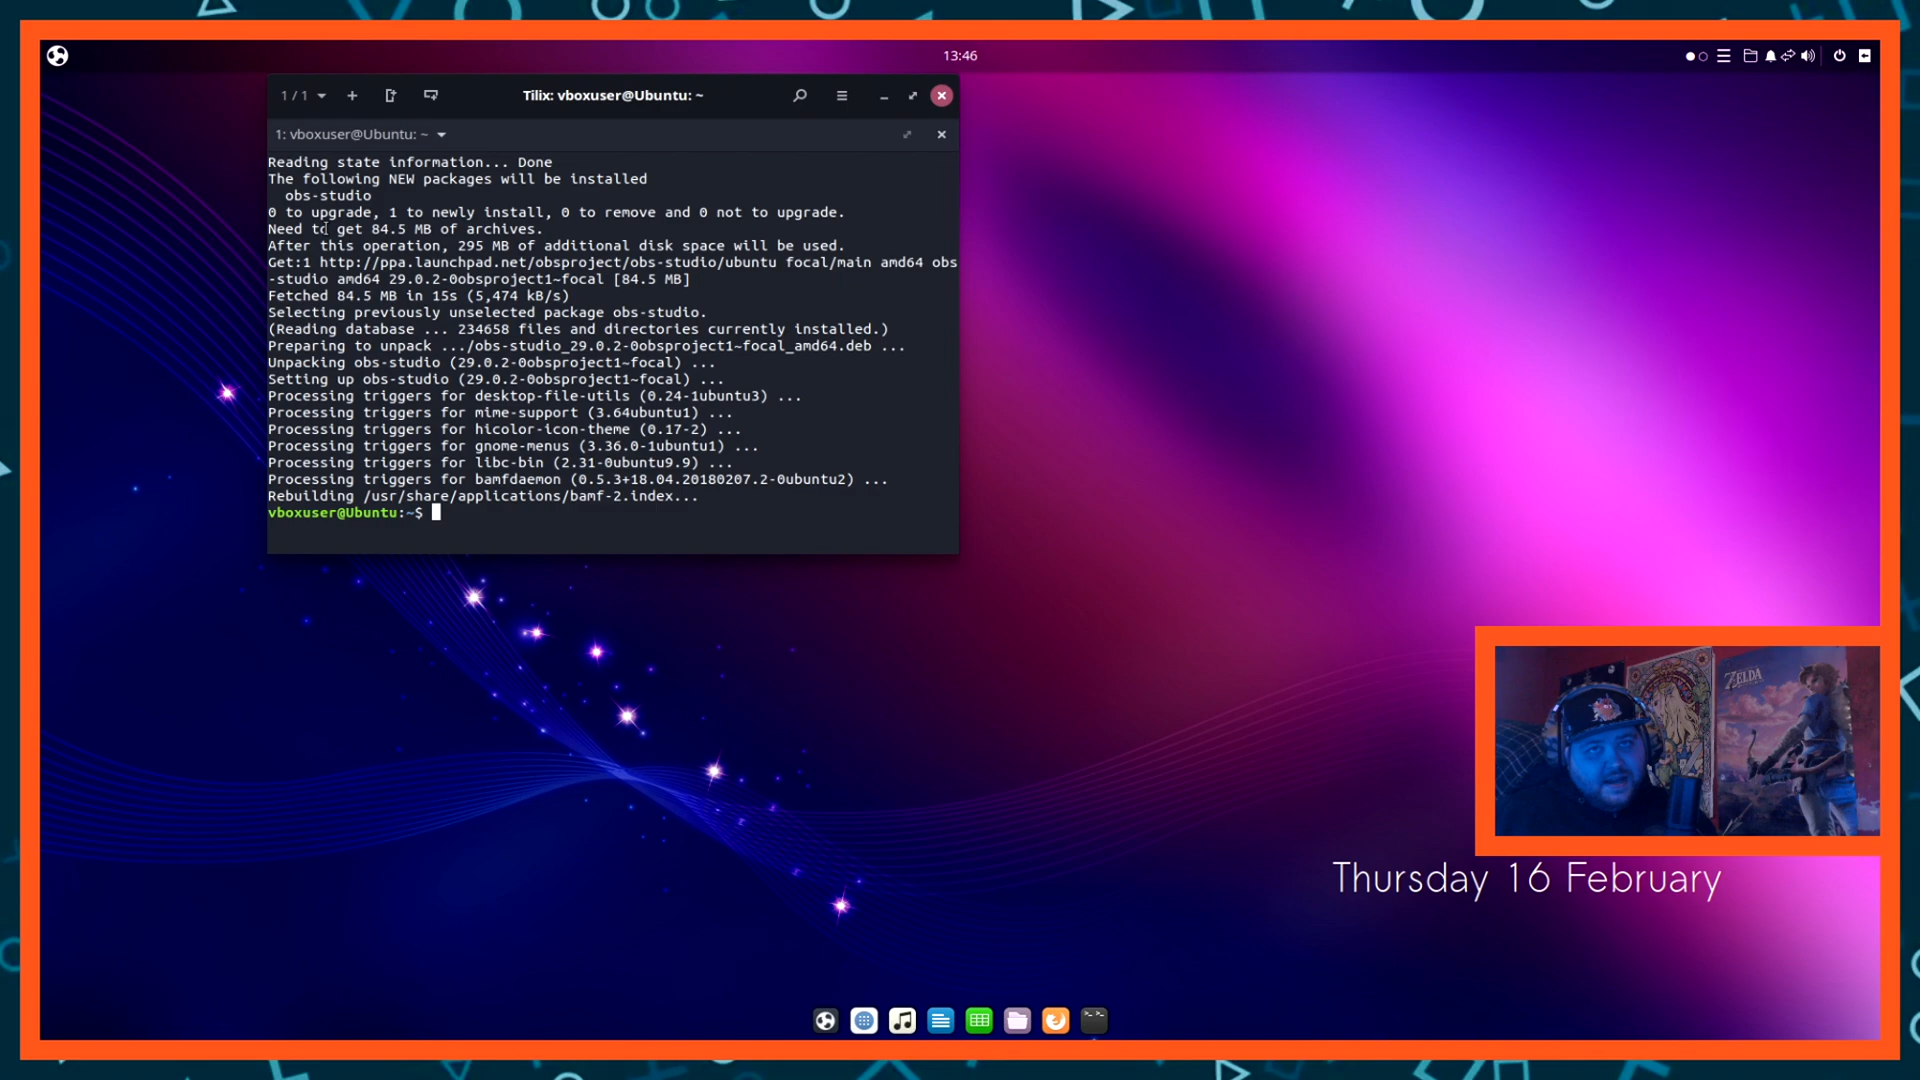 13:46
1 / 1
Tilix: vboxuser@Ubuntu: ~
1: vboxuser@Ubuntu: ~
Reading state information... Done
The following NEW packages will be installed
obs-studio
0 to upgrade, 1 to newly install, 0 to remove and 0 not to upgrade.
Need to get 84.5 MB of archives.
After this operation, 295 MB of additional disk space will be used.
Get:1 http://ppa.launchpad.net/obsproject/obs-studio/ubuntu focal/main amd64 obs
-studio amd64 29.0.2-0obsproject1~focal [84.5 MB]
Fetched 84.5 MB in 15s (5,474 kB/s)
Selecting previously unselected package obs-studio.
(Reading database ... 234658 files and directories currently installed.)
Preparing to unpack .../obs-studio_29.0.2-0obsproject1~focal_amd64.deb ...
Unpacking obs-studio (29.0.2-0obsproject1~focal) ...
Setting up obs-studio (29.0.2-0obsproject1~focal) ...
Processing triggers for desktop-file-utils (0.24-1ubuntu3) ...
Processing triggers for mime-support (3.64ubuntu1) ...
Processing triggers for hicolor-icon-theme (0.17-2) ...
Processing triggers for gnome-menus (3.36.0-1ubuntu1) ...
Processing triggers for libc-bin (2.31-0ubuntu9.9) ...
Processing triggers for bamfdaemon (0.5.3+18.04.20180207.2-0ubuntu2) ...
Rebuilding /usr/share/applications/bamf-2.index...
vboxuser@Ubuntu:~$
ZELDA
Thursday 16 February